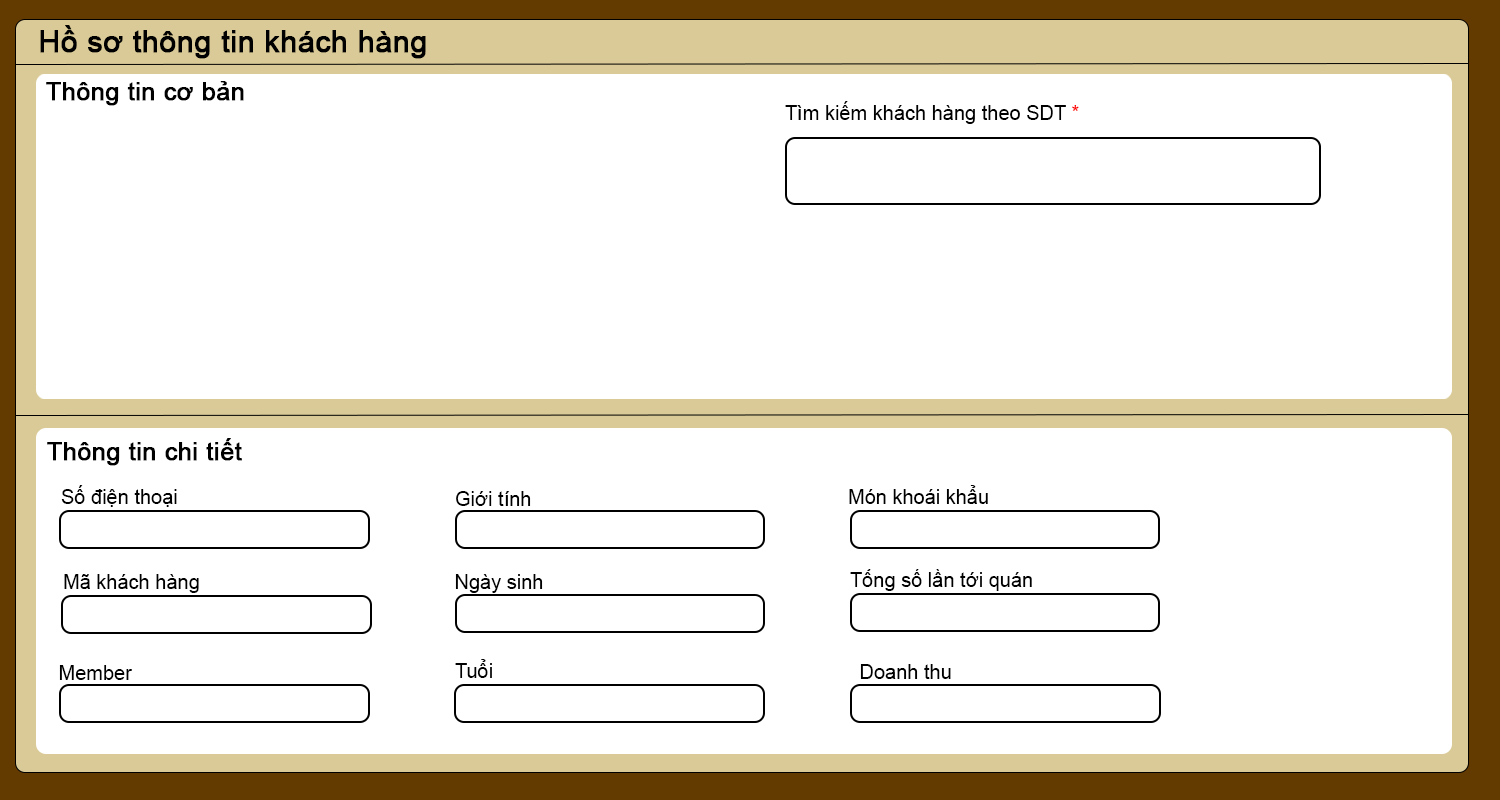 Hồ sơ thông tin khách hàng
Thông tin cơ bản
Tìm kiếm khách hàng theo SDT *
Thông tin chi tiết
Số điện thoại
Giới tính
Món khoái khẩu
Mã khách hàng
Ngày sinh
Tổng số lần tới quán
Member
Tuổi
Doanh thu